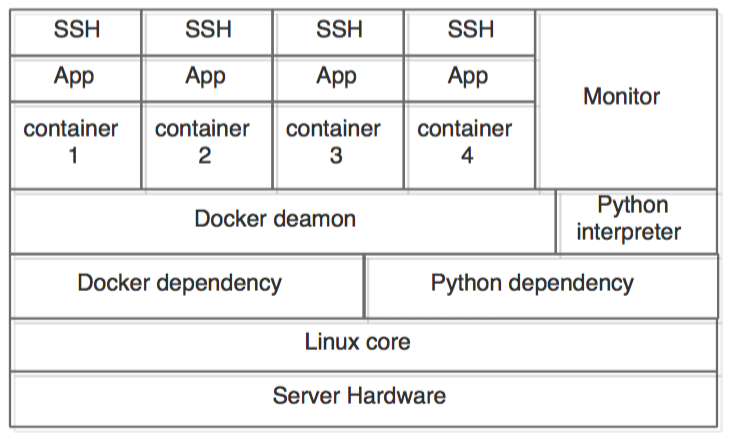 SSH SSH SSH SSH
App App App App
Monitor
container container container container
1 2 3 4
Docker deamon
Python
interpreter
Docker dependency Python dependency
Linux core
Server Hardware